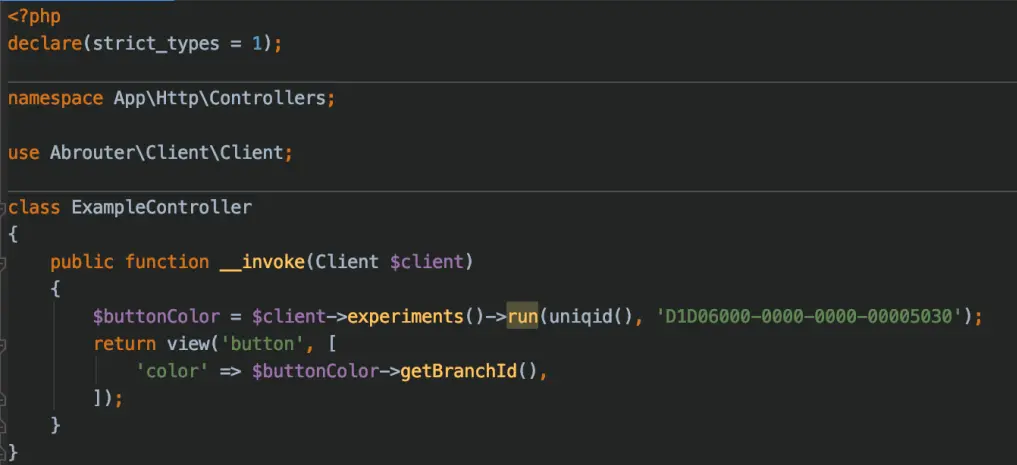 <?php
declare(strict_types = 1);
namespace App\Http\Controllers;
use Abrouter\Client\Client;
class ExampleController
{
public function __invoke(Client $client)
{
$buttonColor = $client->experiments()->run(uniqid(), 'D1D06000-0000-0000-00005030');
return view('button', [
'color' => $buttonColor->getBranchId(),
]);
}
}